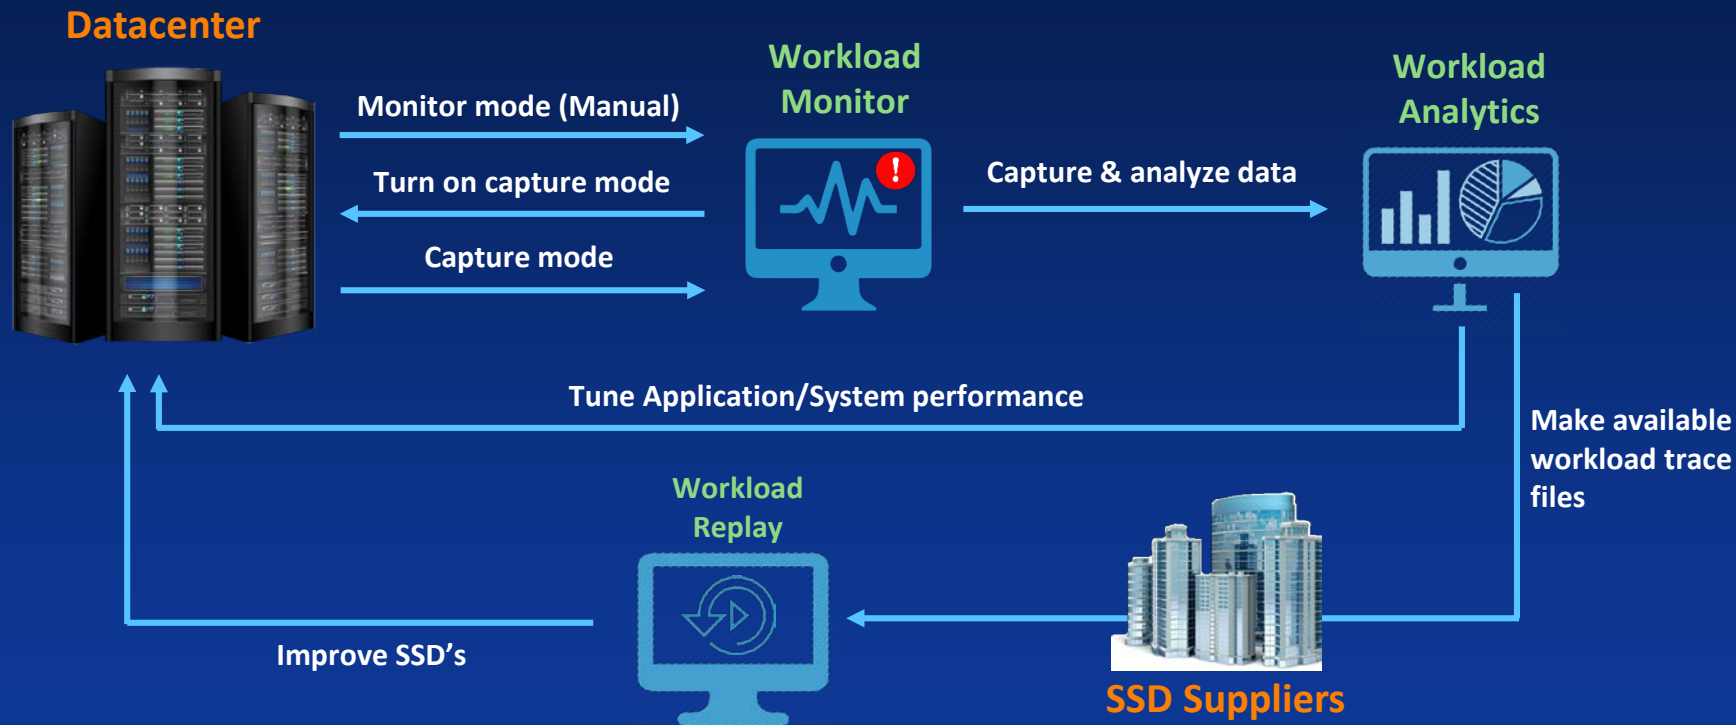 Datacenter
Workload
Monitor
Workload
Analytics
Monitor mode (Manual)
Turn on capture mode
Capture mode
!
Capture & analyze data
Tune Application/System performance
Make available
workload trace
files
Workload
Replay
Improve SSD’s
SSD Suppliers